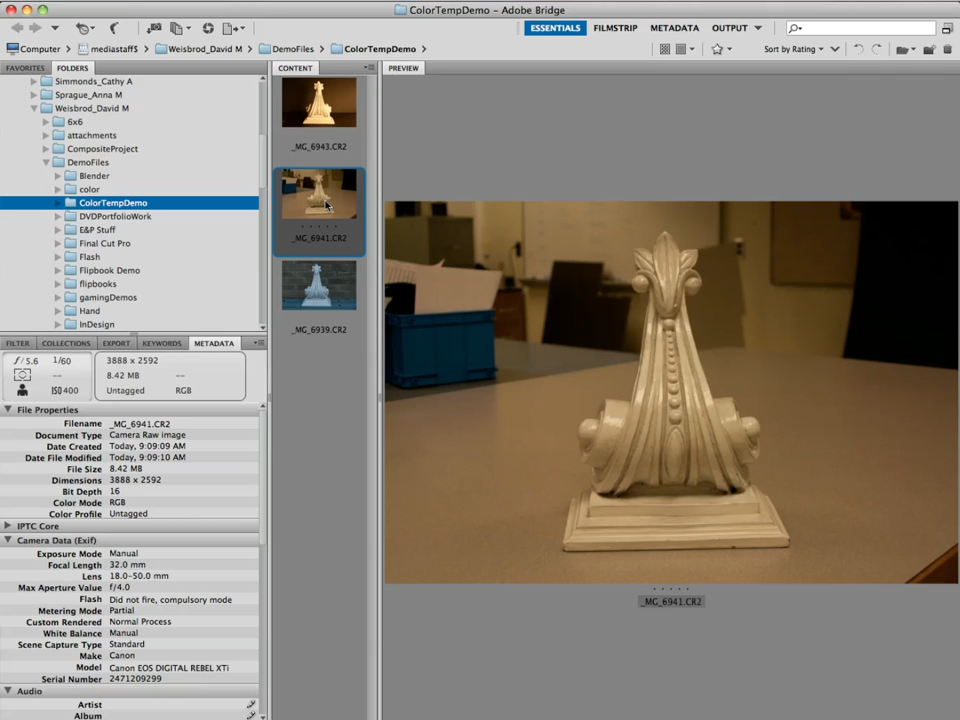 ColorTempDemo – Adobe Bridge
ESSENTIALS FILMSTRIP METADATA OUTPUT
Computer mediastaff$ Weisbrod_David M DemoFiles ColorTempDemo Sort by Rating
FAVORITES FOLDERS CONTENT PREVIEW
Simmonds_Cathy A
Sprague_Anna M
Weisbrod_David M
6x6
attachments
CompositeProject
DemoFiles
Blender
color
ColorTempDemo
DVDPortfolioWork
E&P Stuff
Final Cut Pro
Flash
Flipbook Demo
flipbooks
gamingDemos
Hand
InDesign
_MG_6943.CR2
_MG_6941.CR2
_MG_6939.CR2
FILTER COLLECTIONS EXPORT KEYWORDS METADATA
f/5.6 1/60
--
ISO400
3888 x 2592
8.42 MB --
Untagged RGB
File Properties
Filename _MG_6941.CR2
Document Type Camera Raw image
Date Created Today, 9:09:09 AM
Date File Modified Today, 9:09:10 AM
File Size 8.42 MB
Dimensions 3888 x 2592
Bit Depth 16
Color Mode RGB
Color Profile Untagged
IPTC Core
Camera Data (Exif)
Exposure Mode Manual
Focal Length 32.0 mm
Lens 18.0-50.0 mm
Max Aperture Value f/4.0
Flash Did not fire, compulsory mode
Metering Mode Partial
Custom Rendered Normal Process
White Balance Manual
Scene Capture Type Standard
Make Canon
Model Canon EOS DIGITAL REBEL XTi
Serial Number 2471209299
Audio
Artist
Album
_MG_6941.CR2